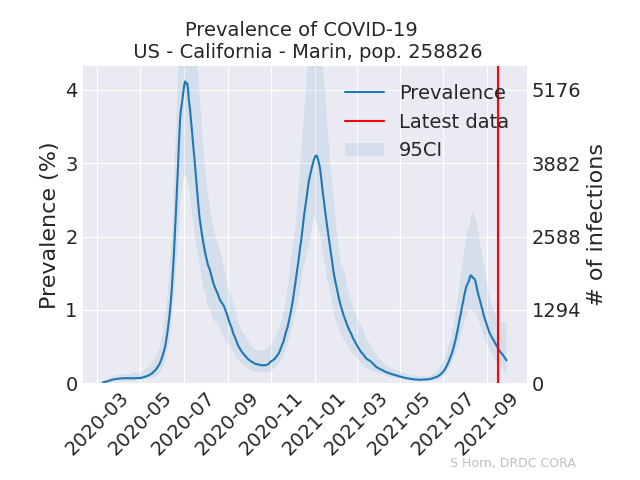 Prevalence of COVID-19
US - California - Marin, pop. 258826
Prevalence
Latest data
95CI
Prevalence (%)
4
3
2
1
0
5176
3882
2588
1294
0
# of infections
2020-03
2020-05
2020-07
2020-09
2020-11
2021-01
2021-03
2021-05
2021-07
2021-09
S Horn, DRDC CORA